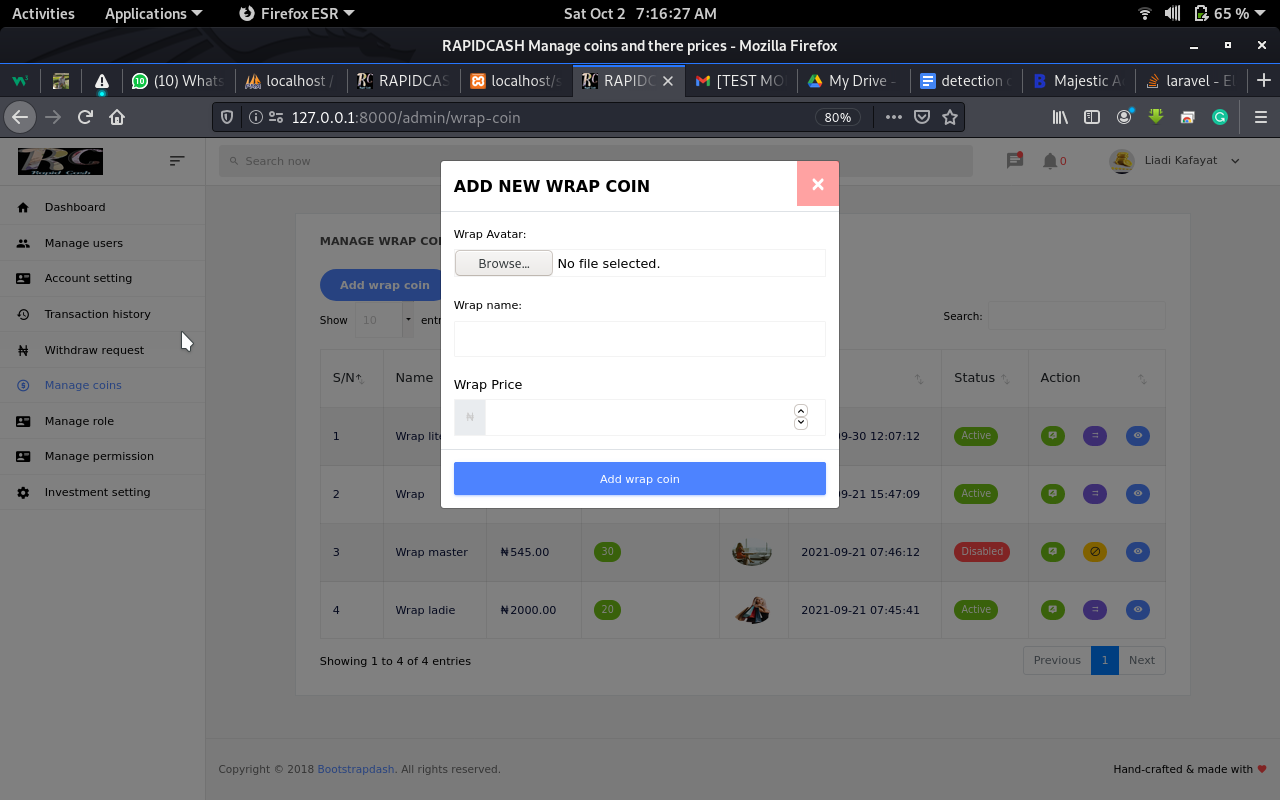 Activities Applications Firefox ESR Sat Oct 2 7:16:27 AM 65 %
RAPIDCASH Manage coins and there prices - Mozilla Firefox
(10) Whats localhost / RAPIDCAS localhost/s RAPIDC [TEST MO My Drive - detection Majestic A laravel - El
127.0.0.1:8000/admin/wrap-coin 80%
RC Rapid Cash Search now 0 Liadi Kafayat
ADD NEW WRAP COIN
Dashboard
Manage users
Account setting
Transaction history
Withdraw request
Manage coins
Manage role
Manage permission
Investment setting
Wrap Avatar:
Browse... No file selected.
Wrap name:
Wrap Price
₦
Add wrap coin
MANAGE WRAP COI
Add wrap coin
Show 10 entr Search:
S/N Name Status Action
1 Wrap lit 09-30 12:07:12 Active
2 Wrap 09-21 15:47:09 Active
3 Wrap master ₦545.00 30 2021-09-21 07:46:12 Disabled
4 Wrap ladie ₦2000.00 20 2021-09-21 07:45:41 Active
Showing 1 to 4 of 4 entries Previous 1 Next
Copyright © 2018 Bootstrapdash. All rights reserved. Hand-crafted & made with